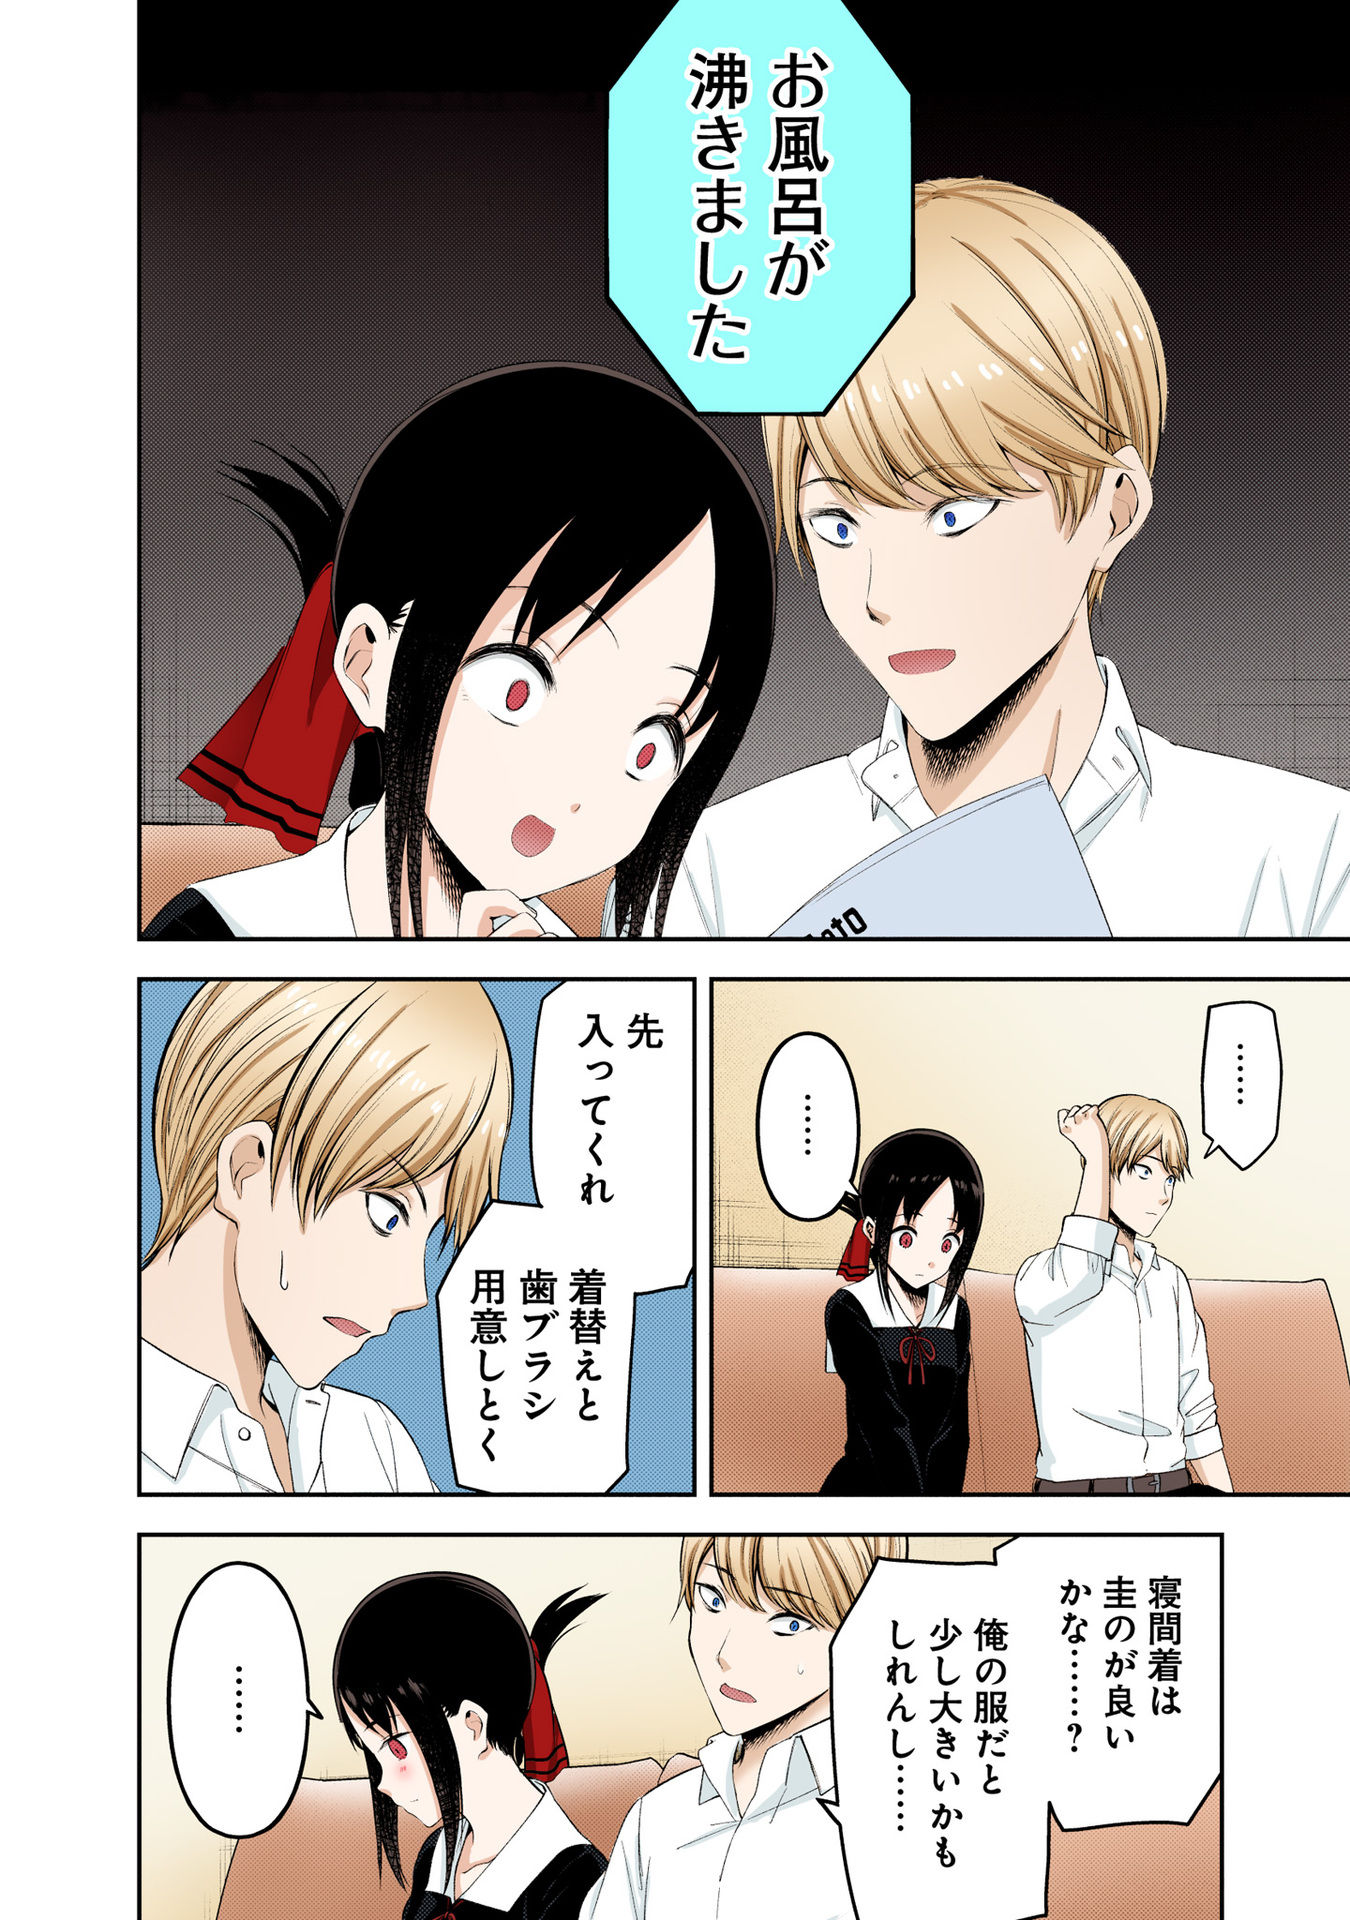 お風呂が
沸きました
……
……
先
入ってくれ
着替えと
歯ブラシ
用意しとく
寝間着は
圭のが良い
かな……？
俺の服だと
少し大きいかも
しれんし……
……